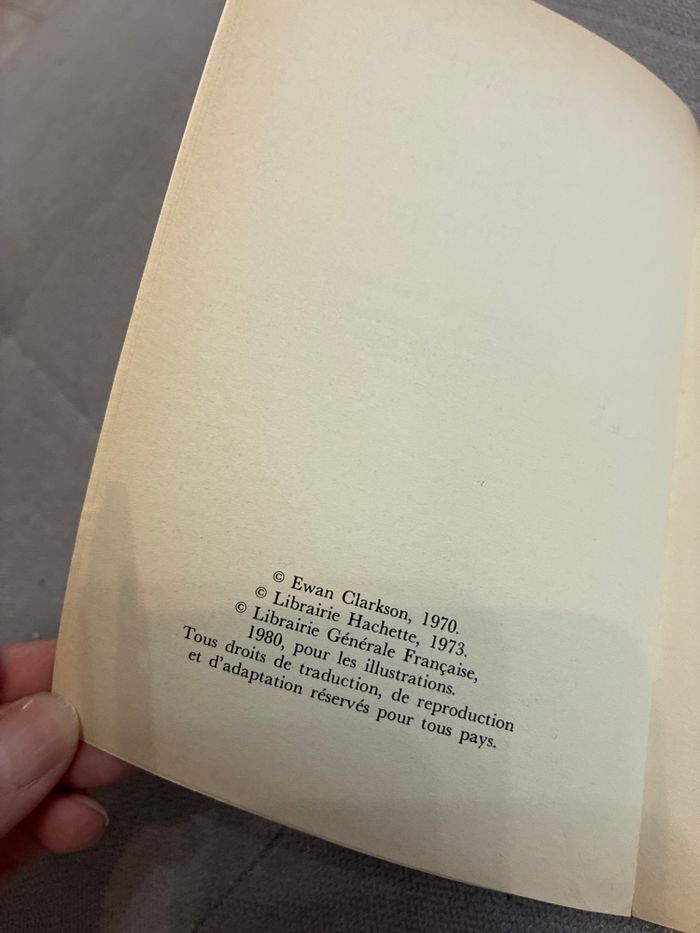 © Ewan Clarkson, 1970.
© Librairie Hachette, 1973.
© Librairie Générale Française,
1980, pour les illustrations.
Tous droits de traduction, de reproduction
et d'adaptation réservés pour tous pays.